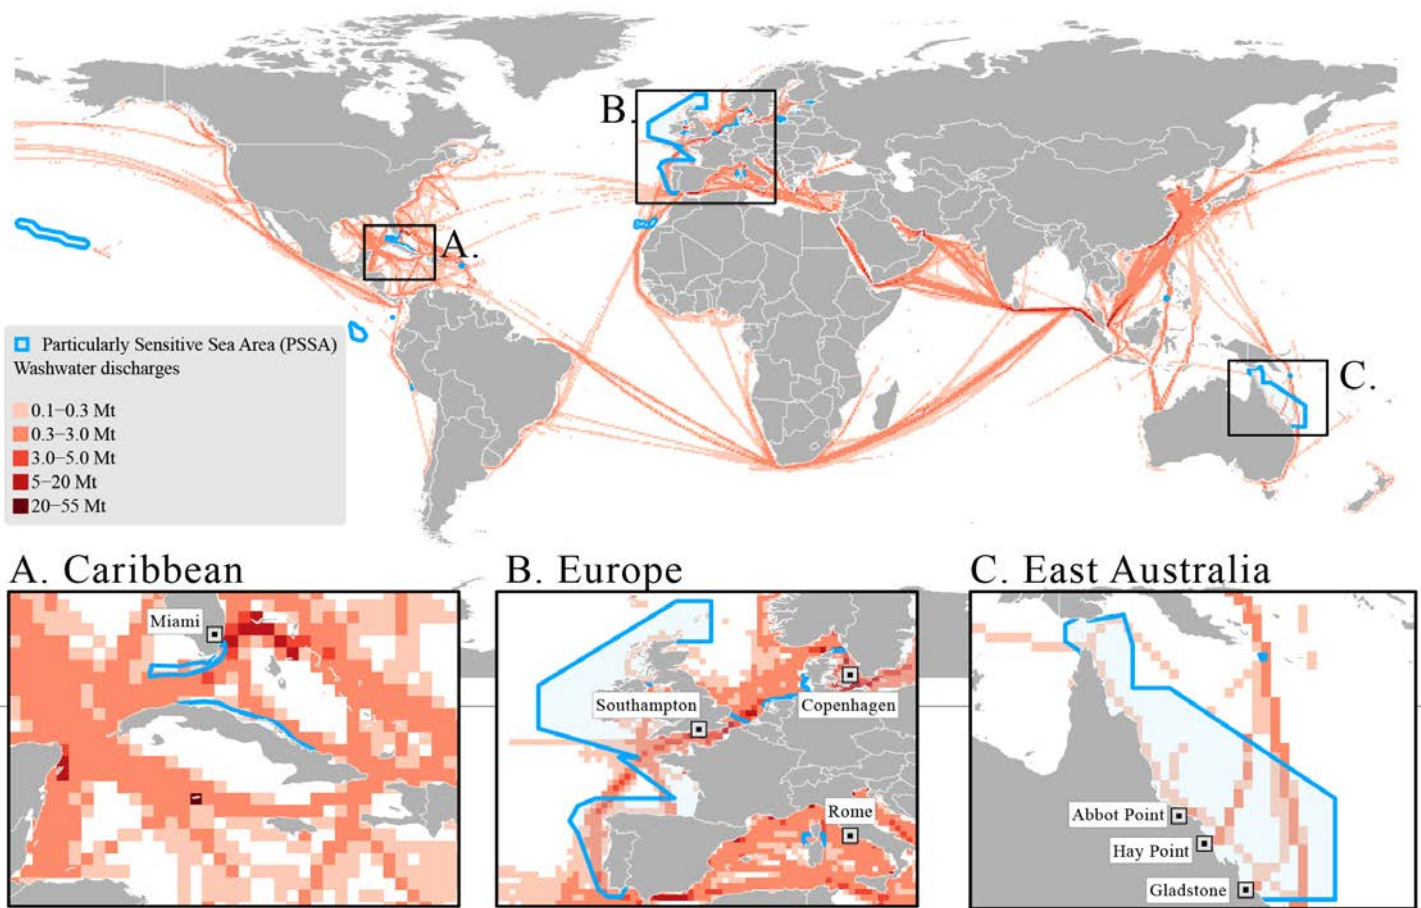 B.
A.
C.
Particularly Sensitive Sea Area (PSSA)
Washwater discharges
0.1−0.3 Mt
0.3−3.0 Mt
3.0−5.0 Mt
5−20 Mt
20−55 Mt
A. Caribbean
Miami
B. Europe
Southampton
Copenhagen
Rome
C. East Australia
Abbot Point
Hay Point
Gladstone